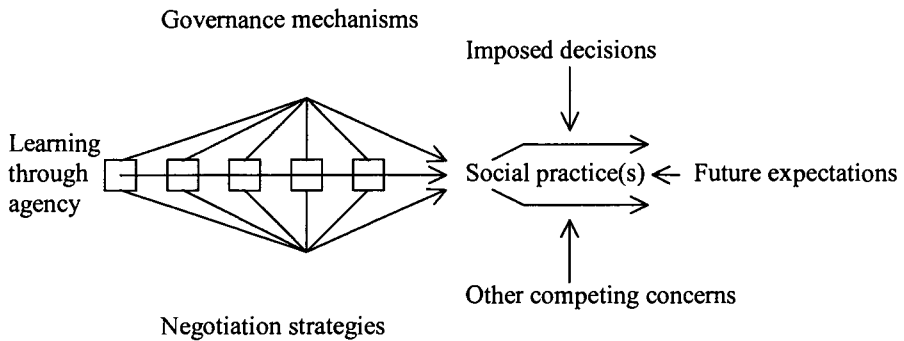 Governance mechanisms
Imposed decisions
Learning
through
agency
Social practice(s)
Future expectations
Other competing concerns
Negotiation strategies